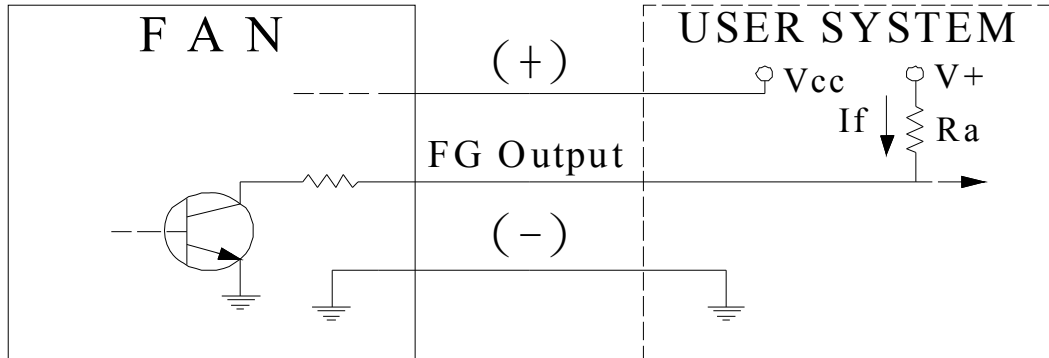 F A N
USER SYSTEM
(+)
Vcc
V+
If
Ra
FG Output
(-)